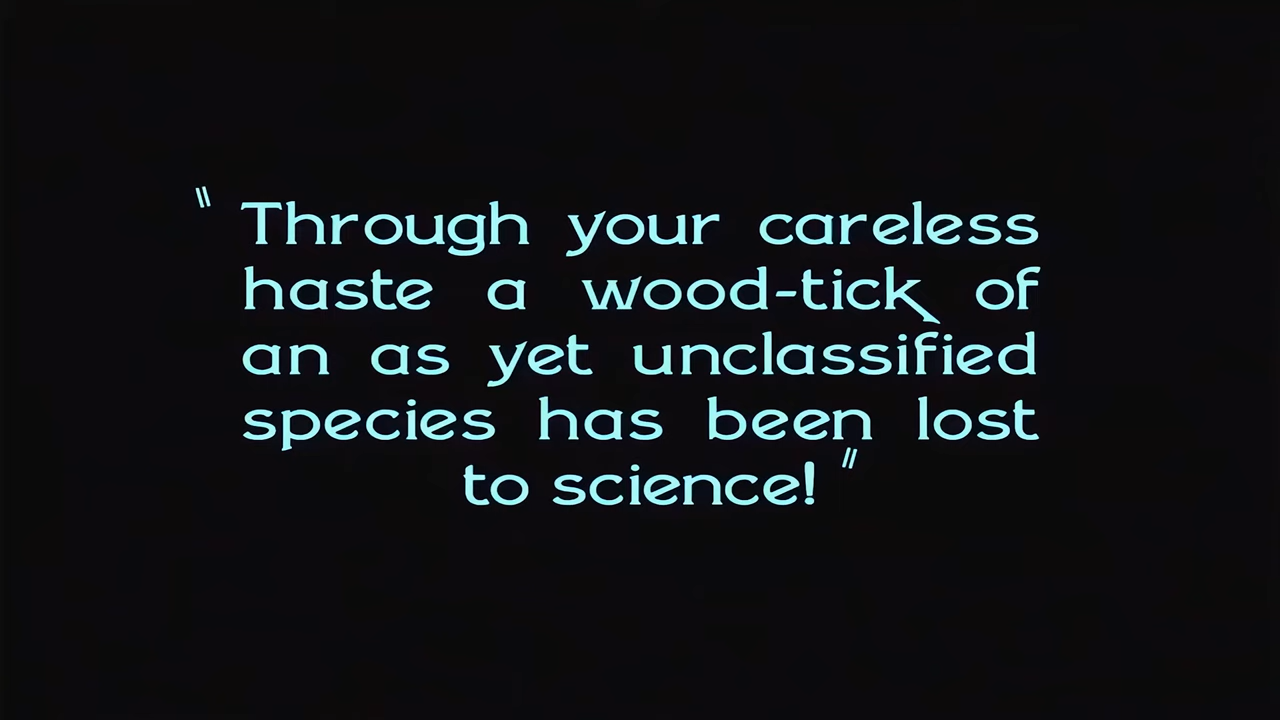 "Through your careless
haste a wood-tick of
an as yet unclassified
species has been lost
to science!"